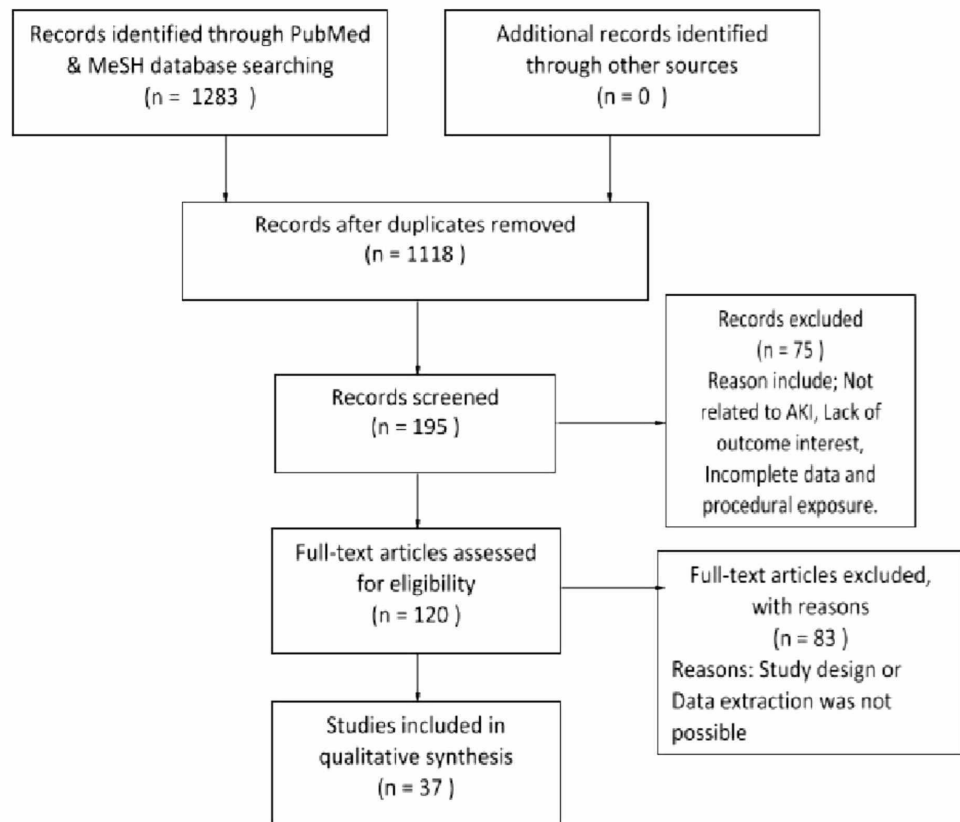 Records identified through PubMed
& MeSH database searching
(n = 1283 )
Additional records identified
through other sources
(n = 0 )
Records after duplicates removed
(n = 1118 )
Records screened
(n = 195 )
Records excluded
(n = 75 )
Reason include; Not
related to AKI, Lack of
outcome interest,
Incomplete data and
procedural exposure.
Full-text articles assessed
for eligibility
(n = 120 )
Full-text articles excluded,
with reasons
(n = 83 )
Reasons: Study design or
Data extraction was not
possible
Studies included in
qualitative synthesis
(n = 37 )